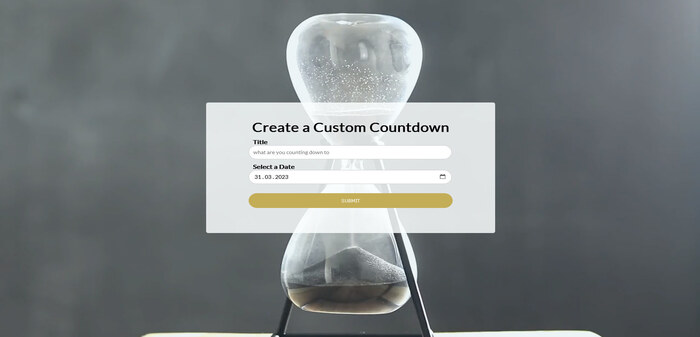 Create a Custom Countdown
Title
what are you counting down to
Select a Date
31.03.2023
SUBMIT